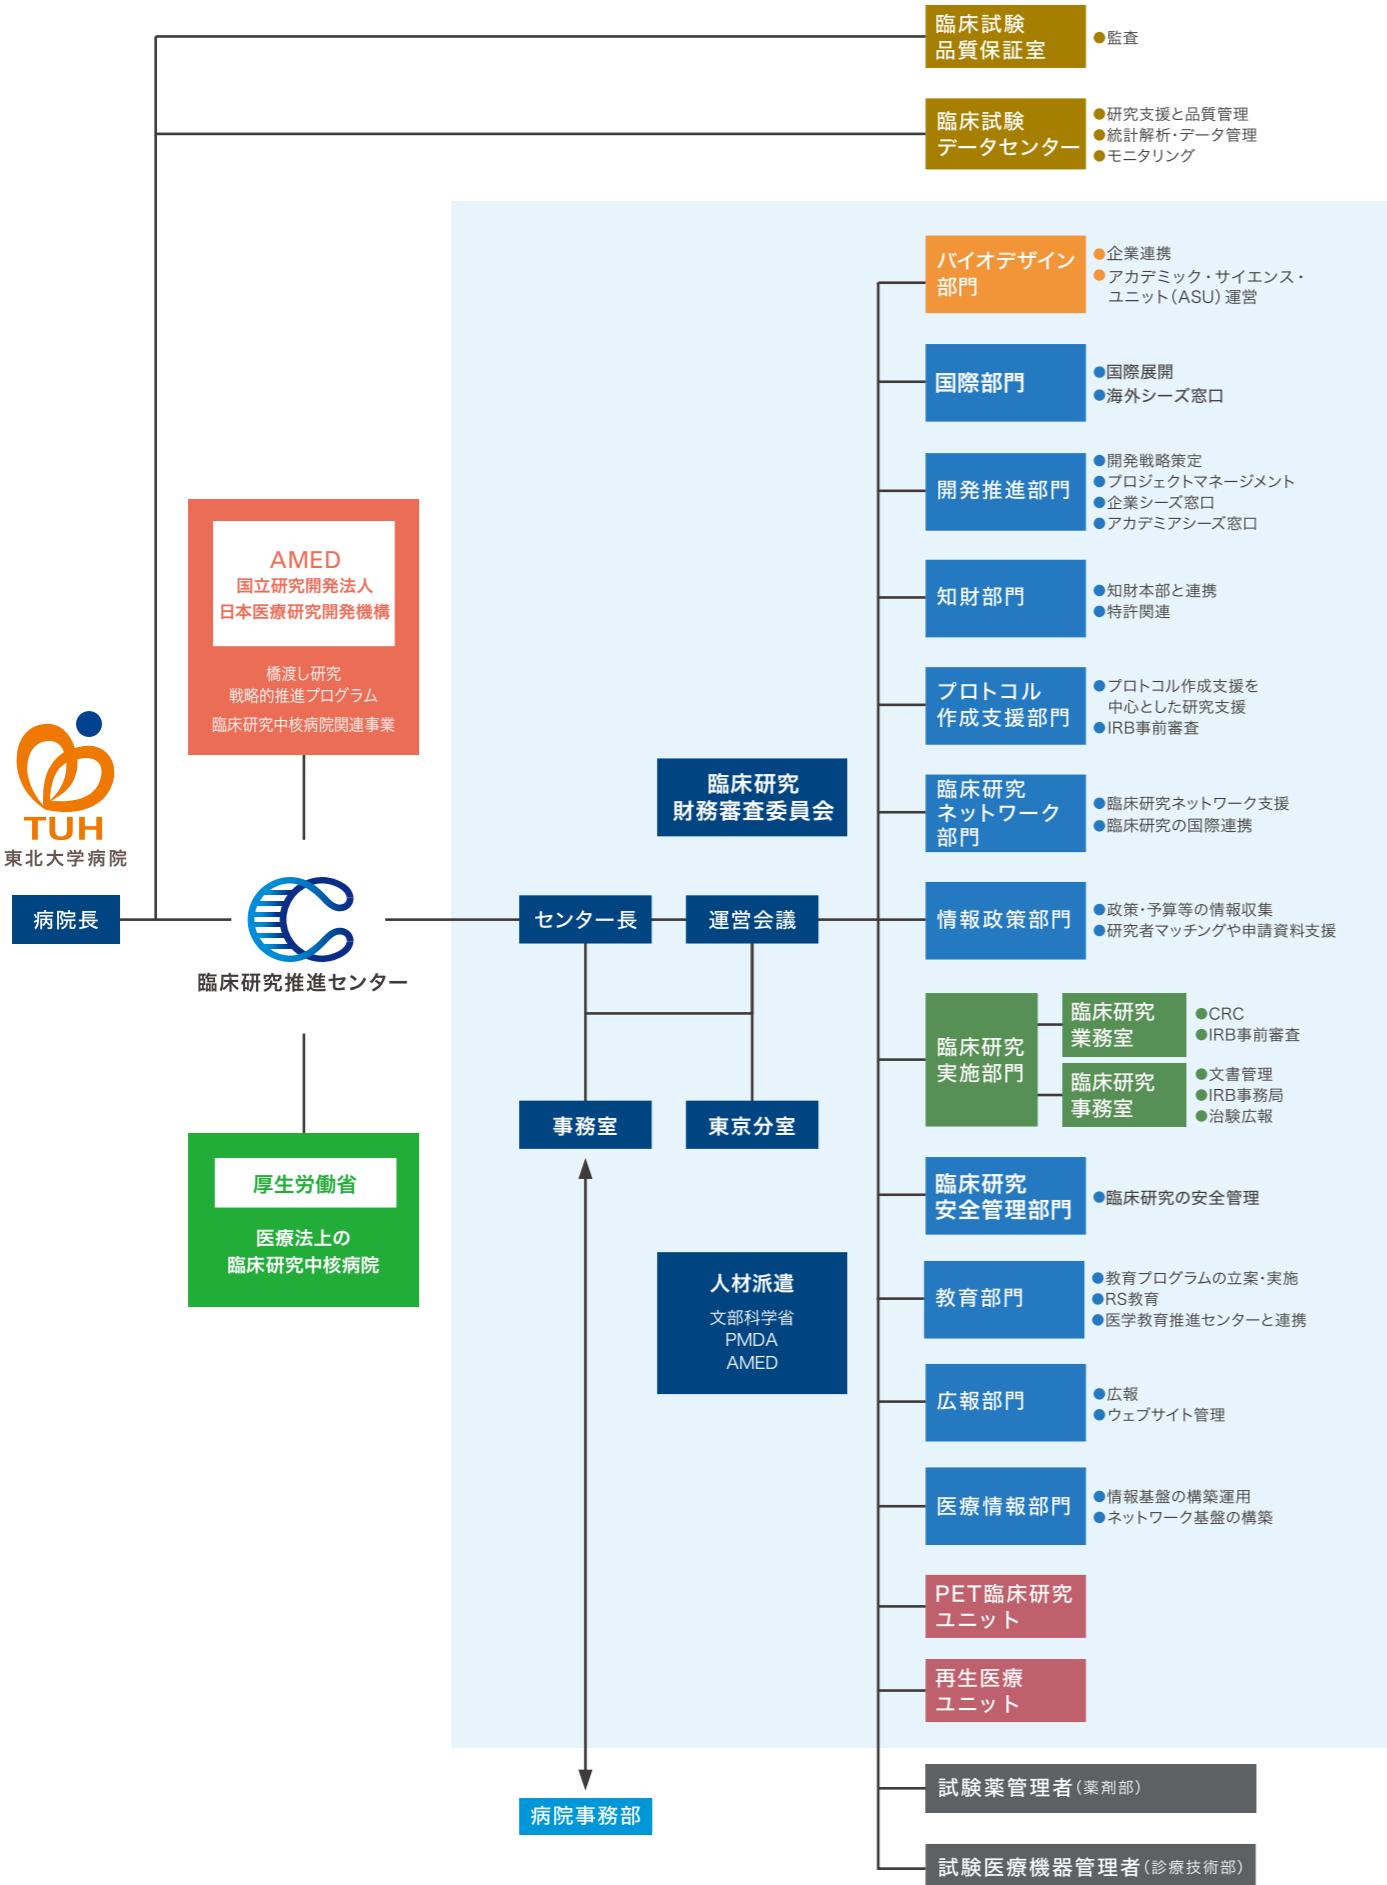 臨床試験
品質保証室
●監査
臨床試験
データセンター
●研究支援と品質管理
●統計解析・データ管理
●モニタリング
バイオデザイン
部門
●企業連携
●アカデミック・サイエンス・
ユニット(ASU)運営
国際部門
●国際展開
●海外シーズ窓口
開発推進部門
●開発戦略策定
●プロジェクトマネージメント
●企業シーズ窓口
●アカデミアシーズ窓口
知財部門
●知財本部と連携
●特許関連
プロトコル
作成支援部門
●プロトコル作成支援を
中心とした研究支援
●IRB事前審査
臨床研究
ネットワーク
部門
●臨床研究ネットワーク支援
●臨床研究の国際連携
情報政策部門
●政策・予算等の情報収集
●研究者マッチングや申請資料支援
臨床研究
実施部門
臨床研究
業務室
●CRC
●IRB事前審査
臨床研究
事務室
●文書管理
●IRB事務局
●治験広報
臨床研究
安全管理部門
●臨床研究の安全管理
教育部門
●教育プログラムの立案・実施
●RS教育
●医学教育推進センターと連携
広報部門
●広報
●ウェブサイト管理
医療情報部門
●情報基盤の構築運用
●ネットワーク基盤の構築
PET臨床研究
ユニット
再生医療
ユニット
試験薬管理者(薬剤部)
試験医療機器管理者(診療技術部)
AMED
国立研究開発法人
日本医療研究開発機構
橋渡し研究
戦略的推進プログラム
臨床研究中核病院関連事業
TUH
東北大学病院
病院長
臨床研究推進センター
厚生労働省
医療法上の
臨床研究中核病院
臨床研究
財務審査委員会
センター長
運営会議
事務室
東京分室
人材派遣
文部科学省
PMDA
AMED
病院事務部